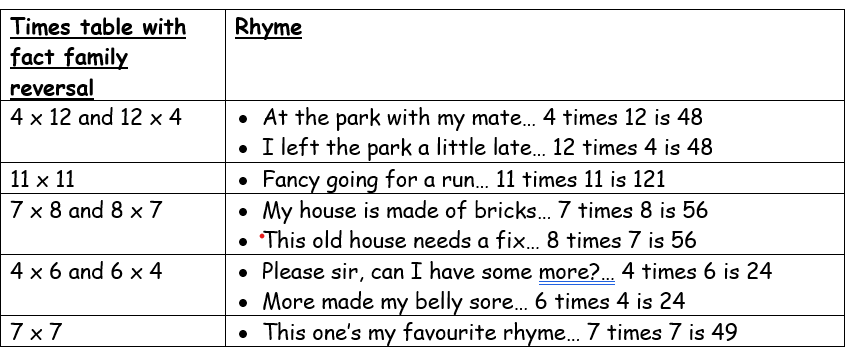 Times table with
fact family
reversal
Rhyme
4 x 12 and 12 x 4
• At the park with my mate… 4 times 12 is 48
• I left the park a little late… 12 times 4 is 48
11 x 11
• Fancy going for a run… 11 times 11 is 121
7 x 8 and 8 x 7
• My house is made of bricks… 7 times 8 is 56
• This old house needs a fix… 8 times 7 is 56
4 x 6 and 6 x 4
• Please sir, can I have some more?… 4 times 6 is 24
• More made my belly sore… 6 times 4 is 24
7 x 7
• This one's my favourite rhyme… 7 times 7 is 49